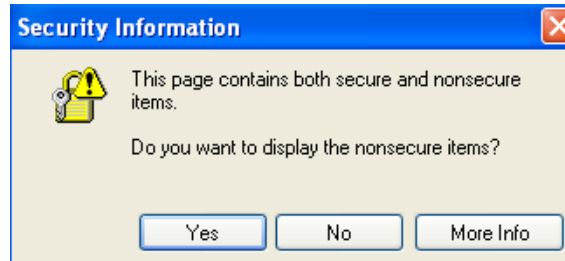 Security Information
This page contains both secure and nonsecure
items.
Do you want to display the nonsecure items?
Yes
No
More Info